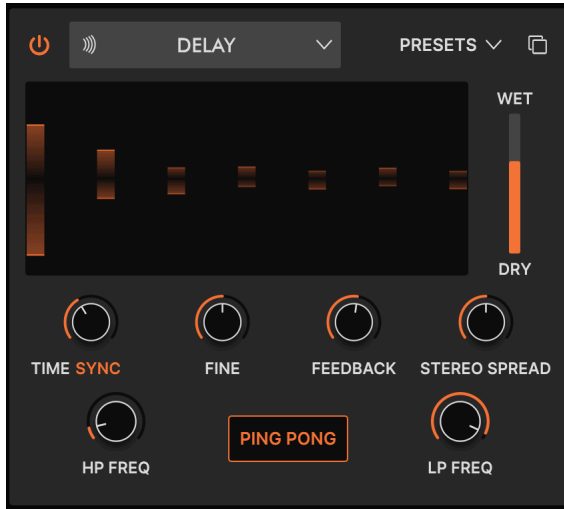 DELAY PRESETS
WET
DRY
TIME SYNC FINE FEEDBACK STEREO SPREAD
HP FREQ PING PONG LP FREQ